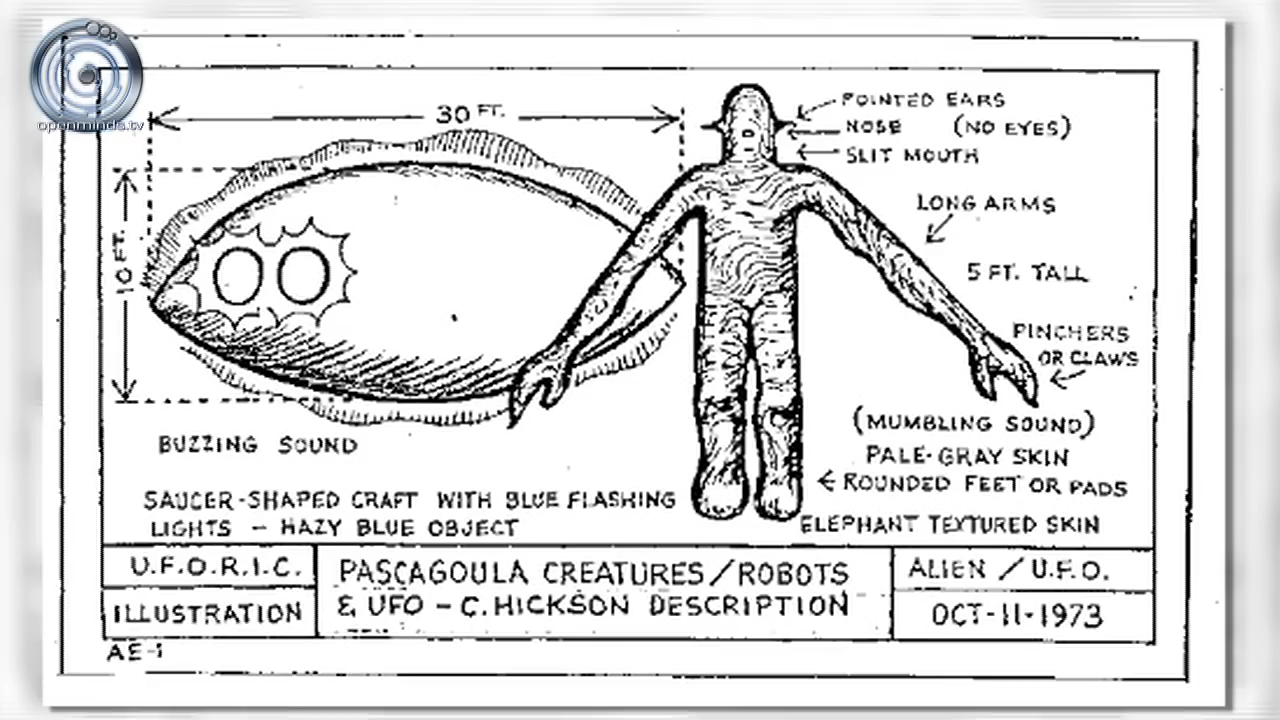 openminds.tv
30 FT.
10 FT.
POINTED EARS
NOSE (NO EYES)
SLIT MOUTH
LONG ARMS
5 FT. TALL
PINCHERS
OR CLAWS
(MUMBLING SOUND)
PALE-GRAY SKIN
ROUNDED FEET OR PADS
ELEPHANT TEXTURED SKIN
BUZZING SOUND
SAUCER-SHAPED CRAFT WITH BLUE FLASHING
LIGHTS - HAZY BLUE OBJECT
U.F.O.R.I.C.
ILLUSTRATION
PASCAGOULA CREATURES/ROBOTS
& UFO - C. HICKSON DESCRIPTION
ALIEN / U.F.O.
OCT-11-1973
AE-1